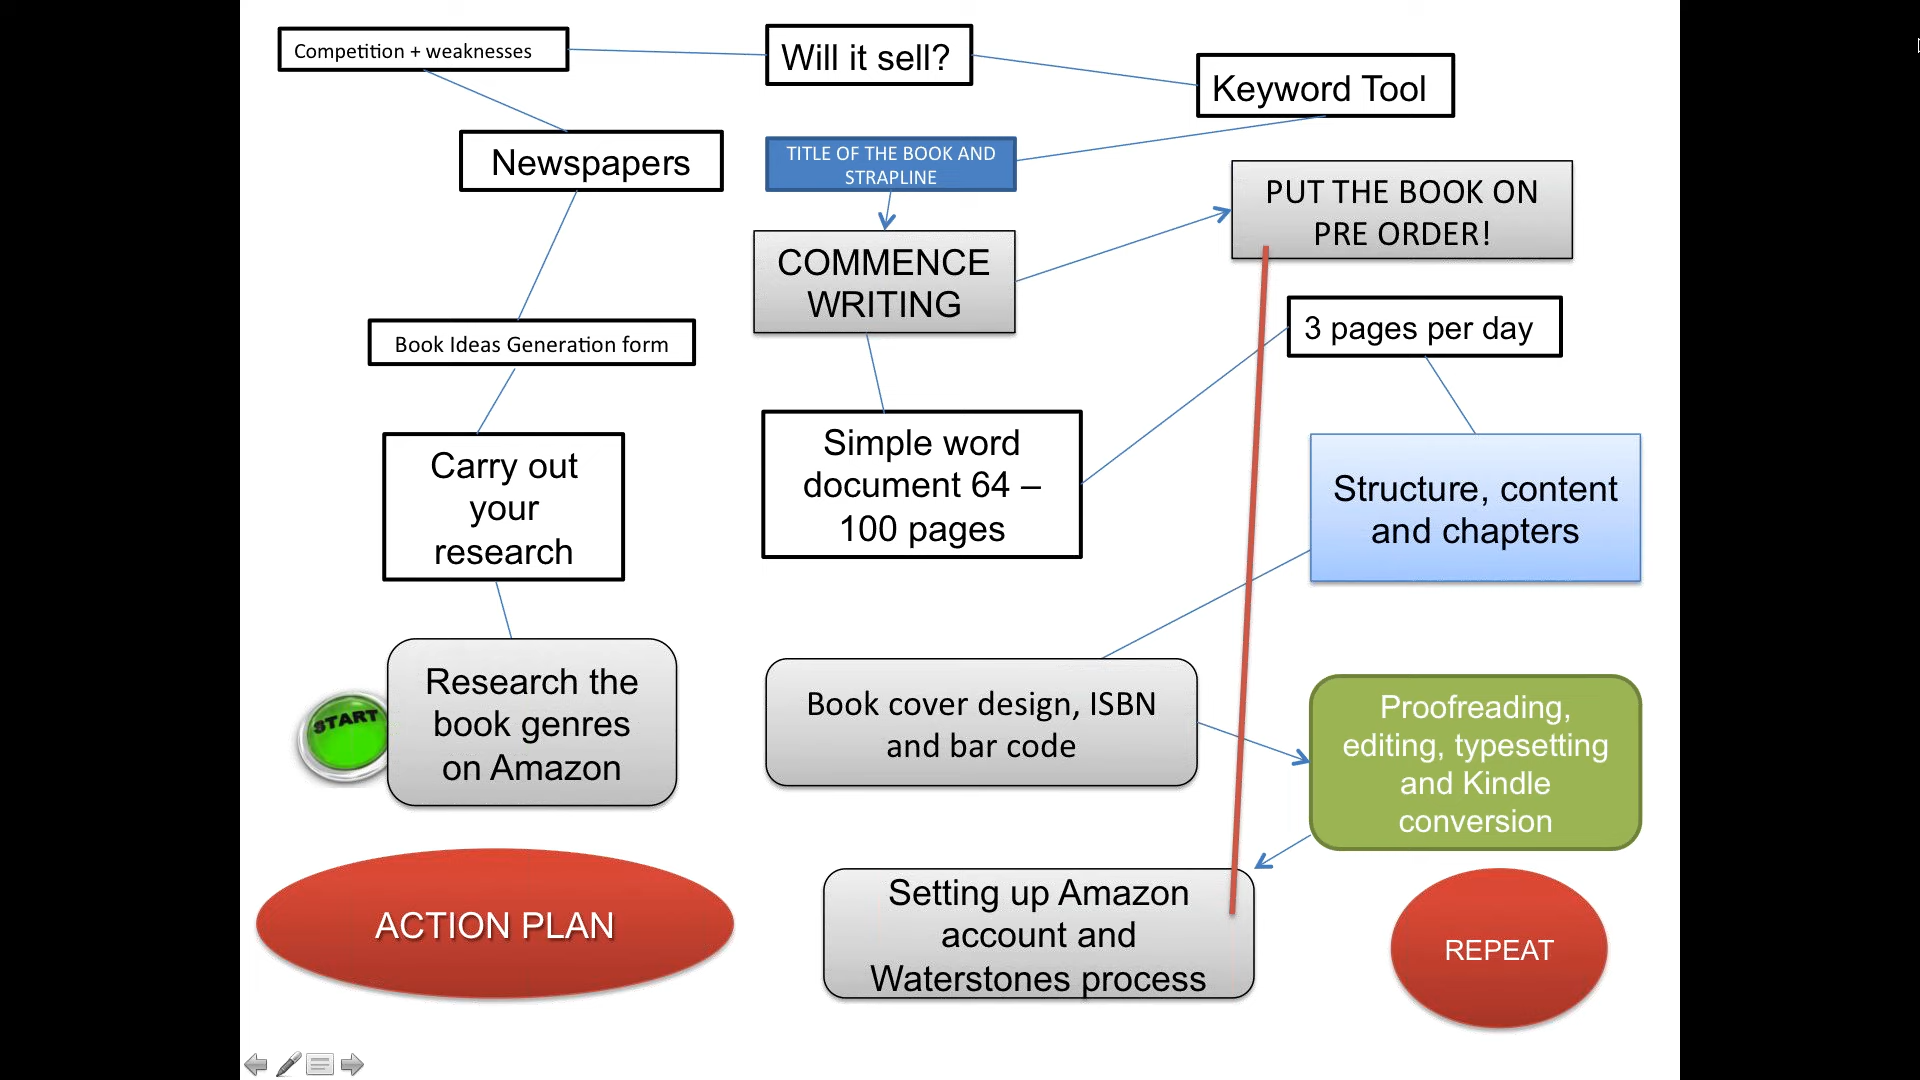 Competition + weaknesses
Will it sell?
Keyword Tool
Newspapers
TITLE OF THE BOOK AND
STRAPLINE
PUT THE BOOK ON
PRE ORDER!
COMMENCE
WRITING
Book Ideas Generation form
3 pages per day
Carry out
your
research
Simple word
document 64 –
100 pages
Structure, content
and chapters
START
Research the
book genres
on Amazon
Book cover design, ISBN
and bar code
Proofreading,
editing, typesetting
and Kindle
conversion
ACTION PLAN
Setting up Amazon
account and
Waterstones process
REPEAT